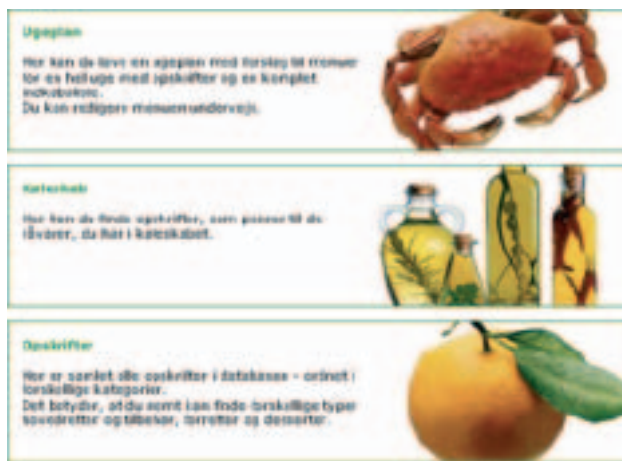 Ugeplan
Her kan du lave en ugeplan med forslag til menuer
for en hel uge med opskrifter og en komplet
indkøbsliste.
Du kan redigere menuen undervejs.
Køleskab
Her kan du finde opskrifter, som passer til de
råvarer, du har i køleskabet.
Opskrifter
Her er samlet alle opskrifter i databasen - ordnet i
forskellige kategorier.
Det betyder, at du nemt kan finde forskellige typer
hovedretter og tilbehør, forretter og desserter.